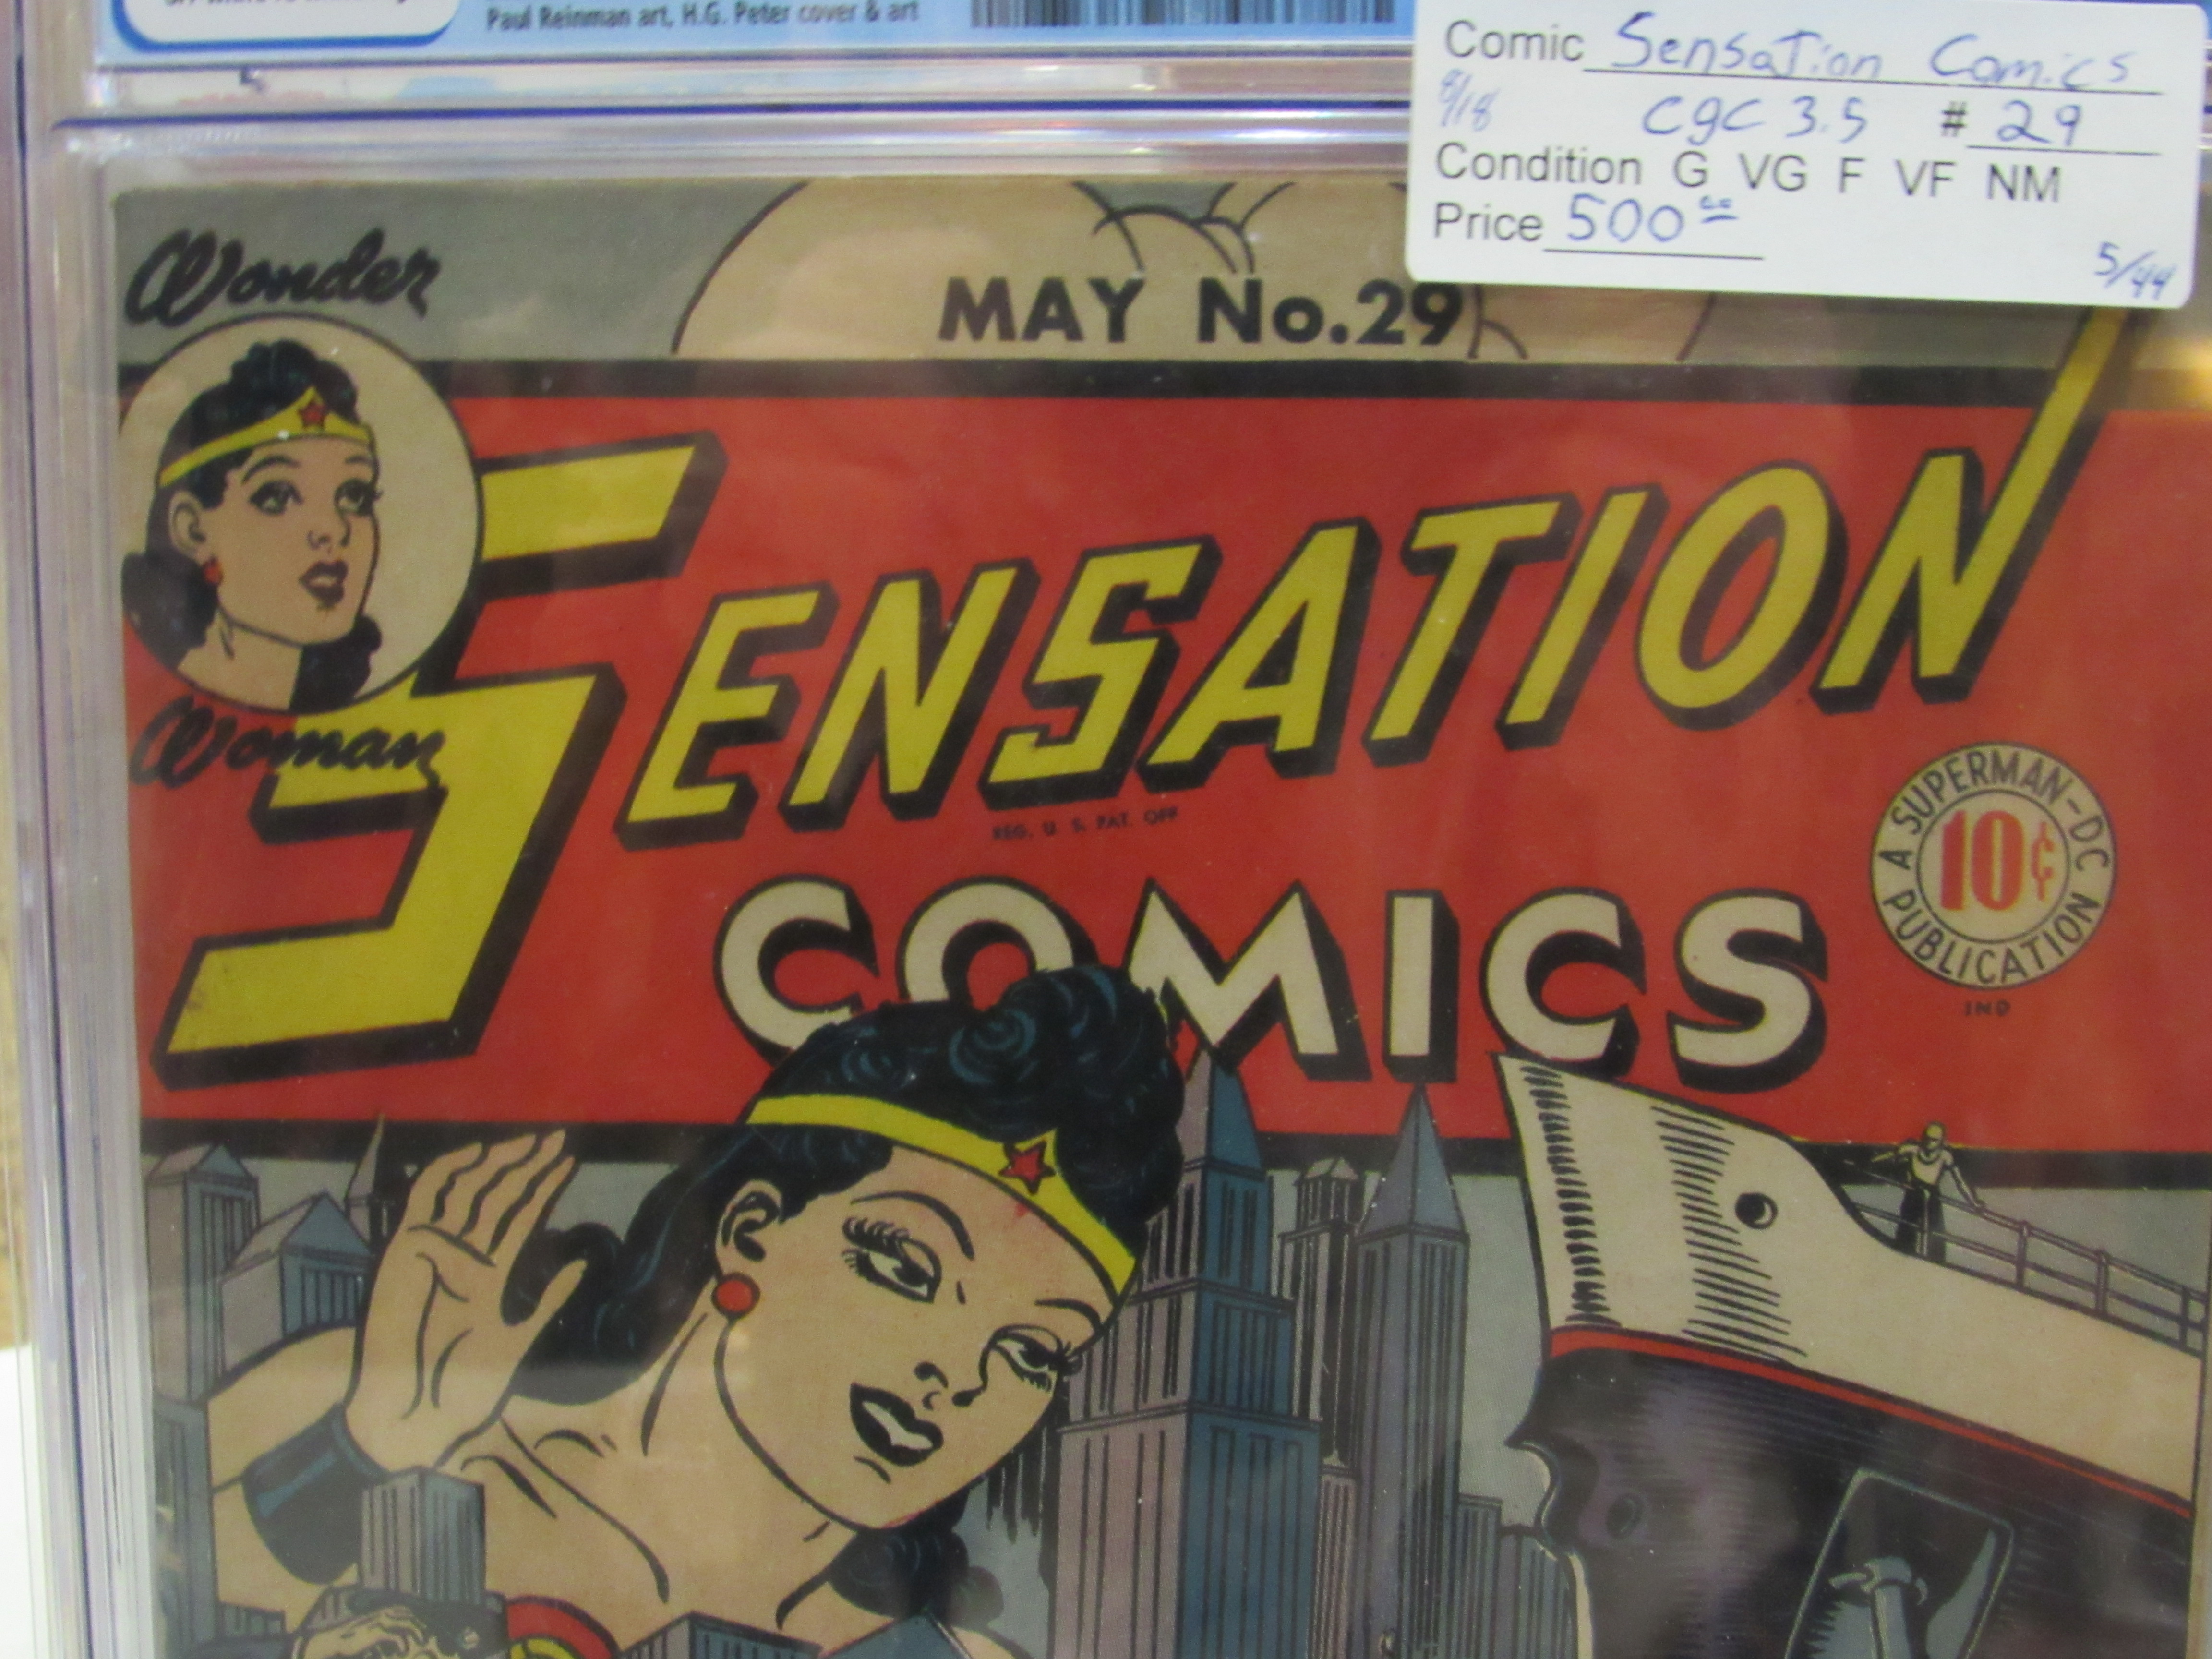 Paul Reinman art, H.G. Peter cover & art
Comic Sensation Comics
8/18 CGC 3.5 # 29
Condition G VG F VF NM
Price 500.00
5/44
MAY No.29
Wonder
Woman
SENSATION
REG. U. S. PAT. OFF
COMICS
A SUPERMAN-DC PUBLICATION
10¢
IND